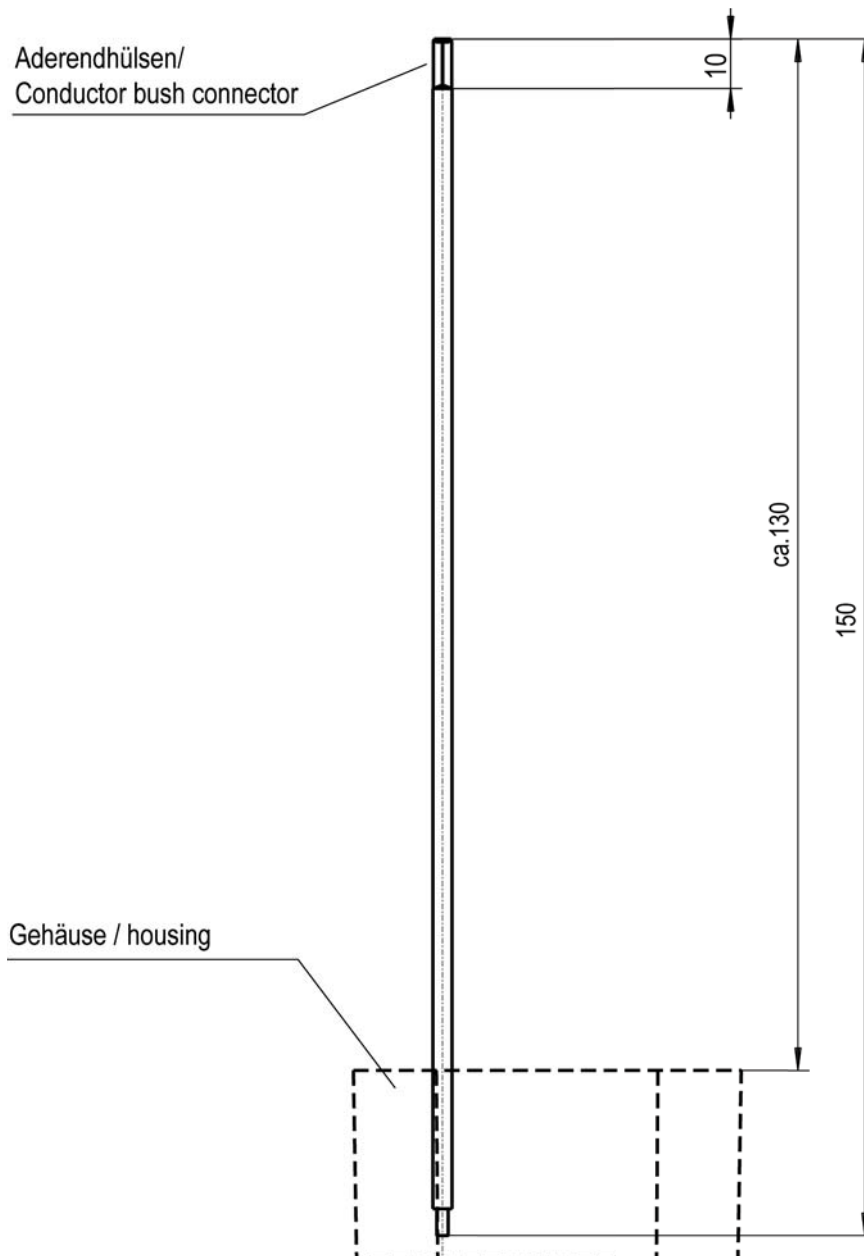 Aderendhülsen/
Conductor bush connector
10
ca.130
150
Gehäuse / housing